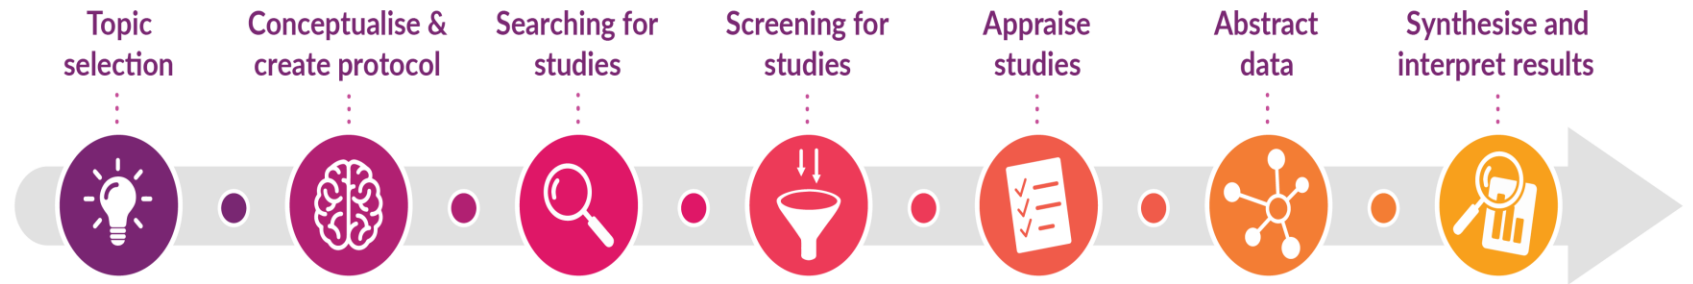 Topic
selection
Conceptualise &
create protocol
Searching for
studies
Screening for
studies
Appraise
studies
Abstract
data
Synthesise and
interpret results